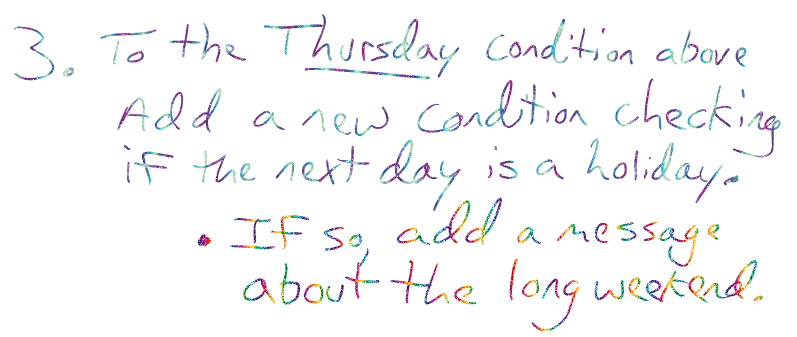 3. To the Thursday condition above
Add a new condition checking
if the next day is a holiday.
• If so, add a message
about the long weekend.